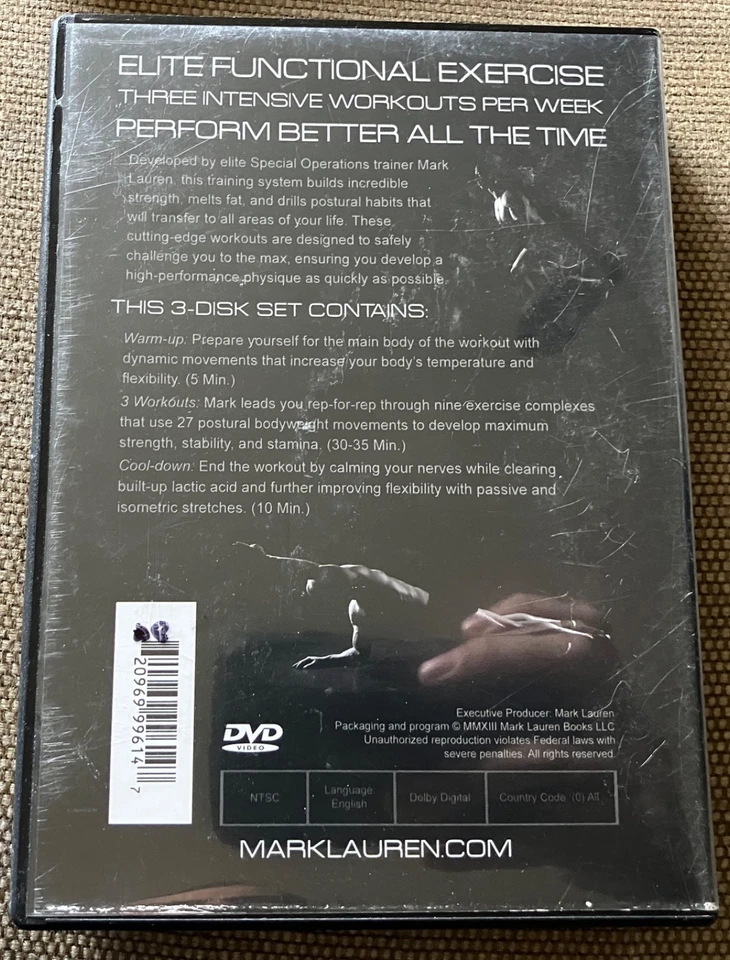 ELITE FUNCTIONAL EXERCISE
THREE INTENSIVE WORKOUTS PER WEEK
PERFORM BETTER ALL THE TIME
Developed by elite Special Operations trainer Mark
Lauren, this training system builds incredible
strength, melts fat, and drills postural habits that
will transfer to all areas of your life. These
cutting-edge workouts are designed to safely
challenge you to the max, ensuring you develop a
high-performance physique as quickly as possible.
THIS 3-DISK SET CONTAINS:
Warm-up: Prepare yourself for the main body of the workout with
dynamic movements that increase your body's temperature and
flexibility. (5 Min.)
3 Workouts: Mark leads you rep-for-rep through nine exercise complexes
that use 27 postural bodyweight movements to develop maximum
strength, stability, and stamina. (30-35 Min.)
Cool-down: End the workout by calming your nerves while clearing
built-up lactic acid and further improving flexibility with passive and
isometric stretches. (10 Min.)
2096999614 7
Executive Producer: Mark Lauren
Packaging and program © MMXIII Mark Lauren Books LLC
Unauthorized reproduction violates Federal laws with
severe penalties. All rights reserved.
DVD
VIDEO
NTSC
Language:
English
Dolby Digital
Country Code: (0) All
MARKLAUREN.COM